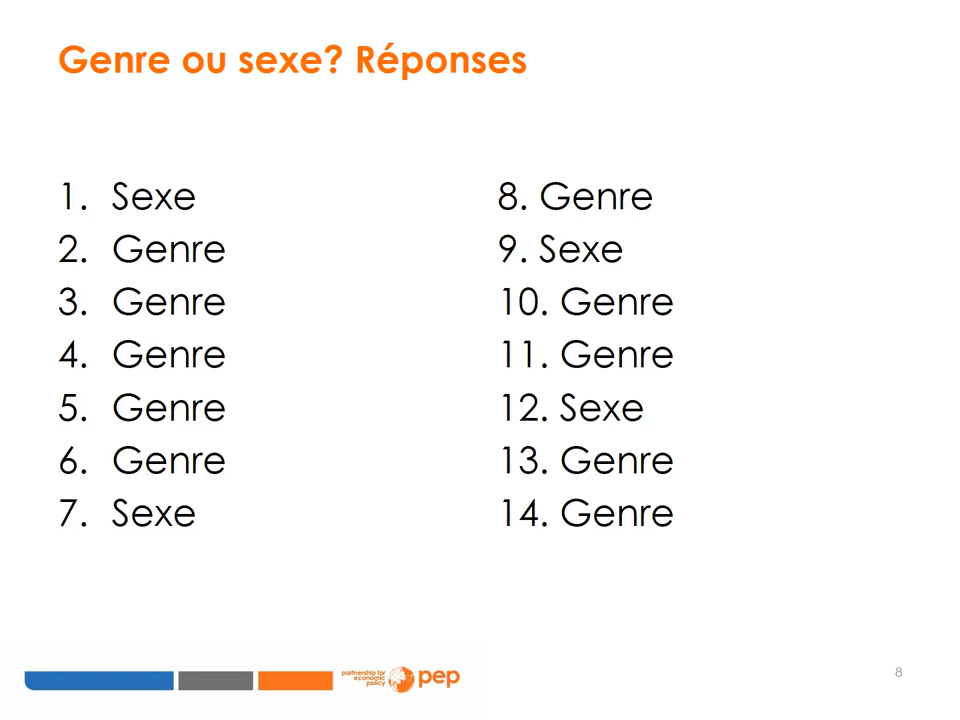 Genre ou sexe? Réponses
1. Sexe
2. Genre
3. Genre
4. Genre
5. Genre
6. Genre
7. Sexe
8. Genre
9. Sexe
10. Genre
11. Genre
12. Sexe
13. Genre
14. Genre
partnership for
economic
policy
pep
8